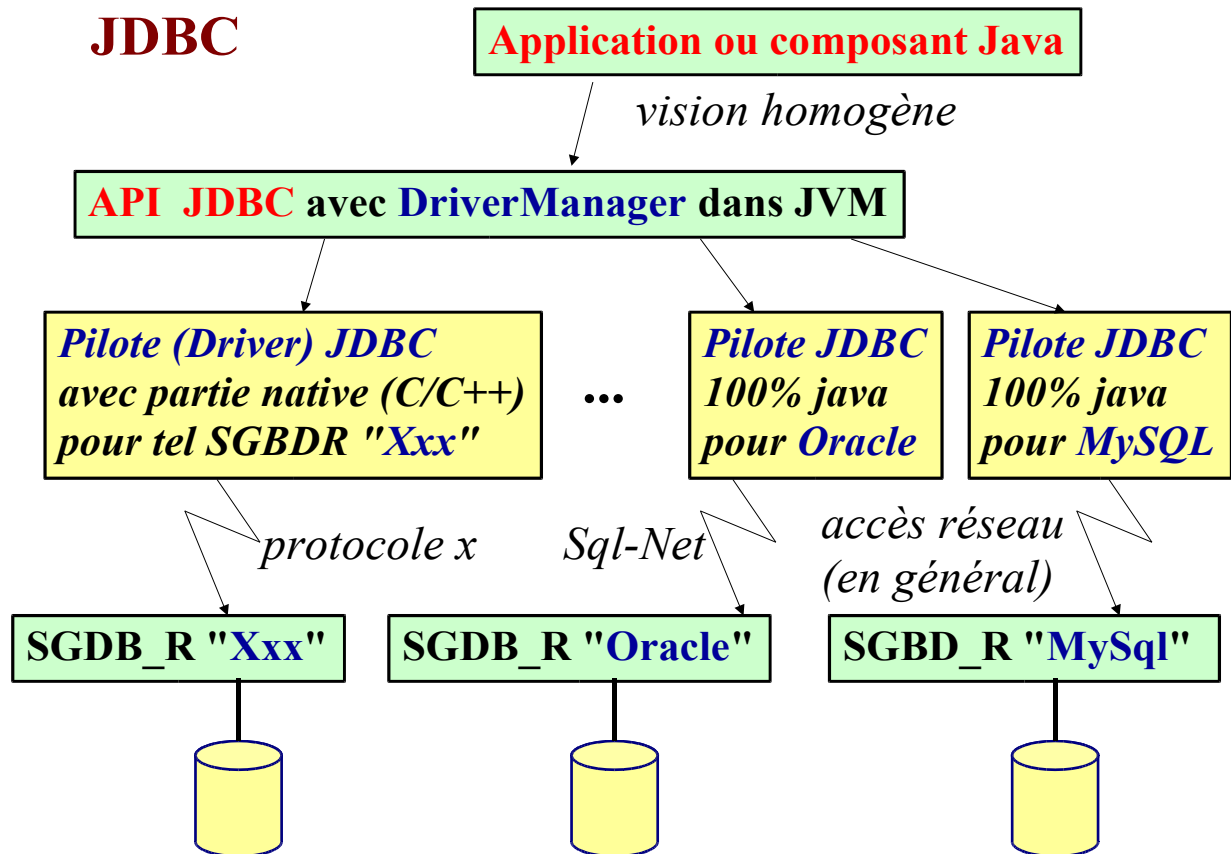 JDBC
Application ou composant Java
vision homogène
API JDBC avec DriverManager dans JVM
Pilote (Driver) JDBC
avec partie native (C/C++)
pour tel SGBDR "Xxx"
...
Pilote JDBC
100% java
pour Oracle
Pilote JDBC
100% java
pour MySQL
protocole x
Sql-Net
accès réseau
(en général)
SGDB_R "Xxx"
SGDB_R "Oracle"
SGBD_R "MySql"